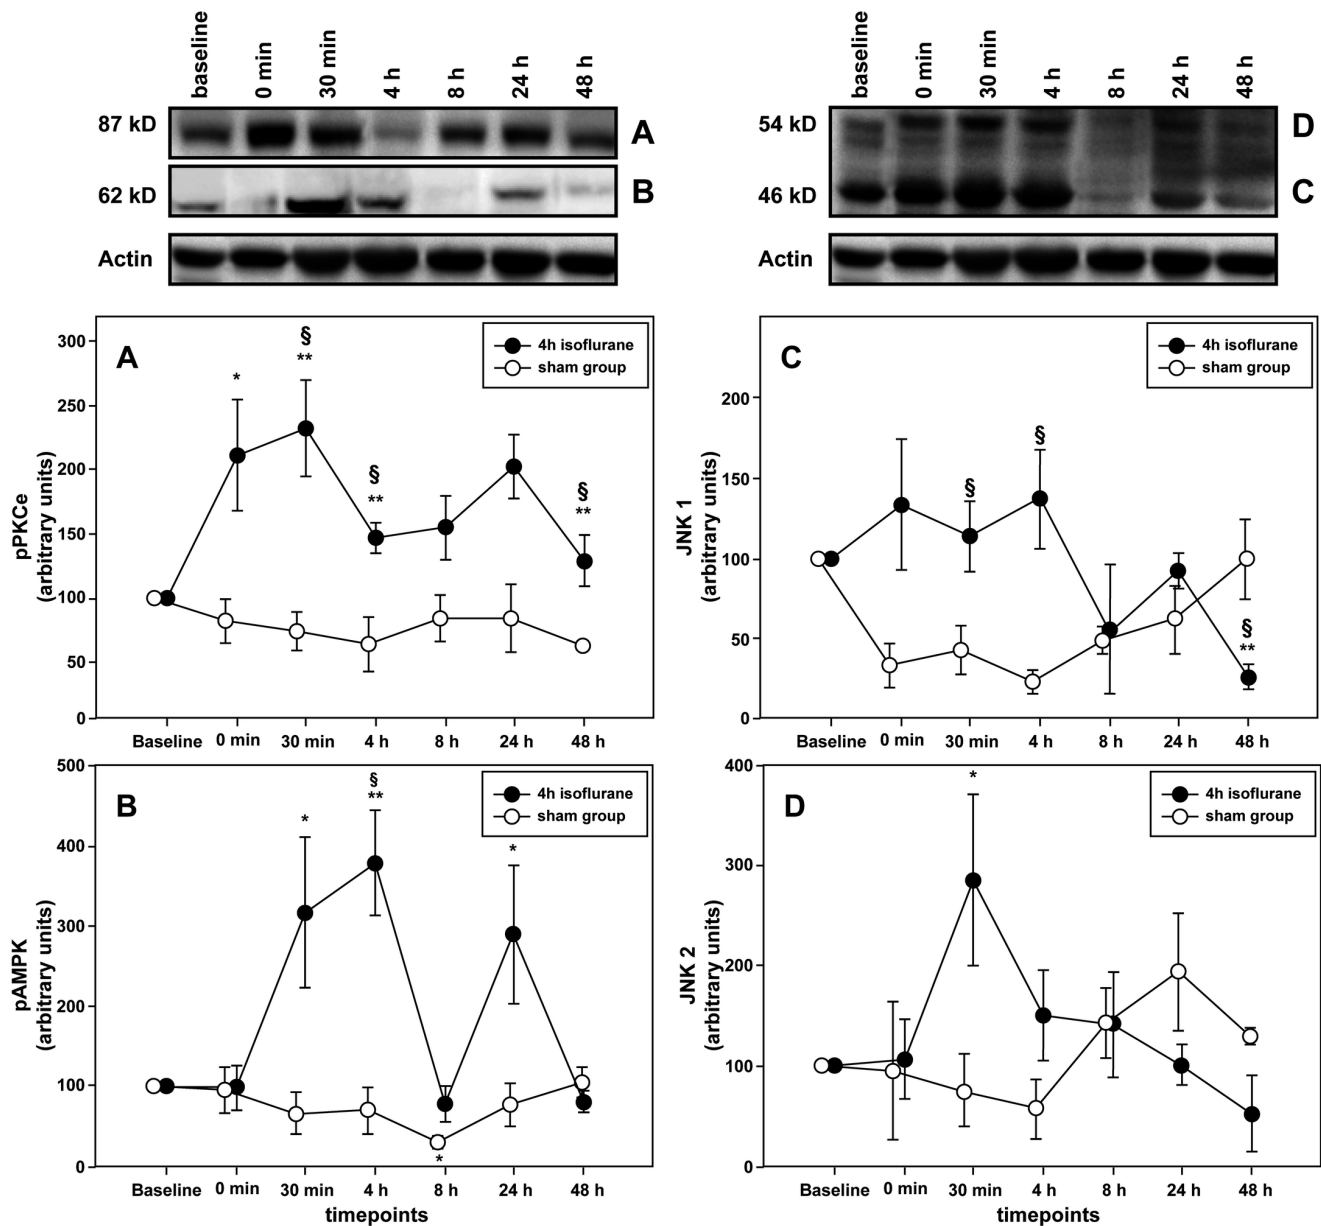 baseline 0 min 30 min 4 h 8 h 24 h 48 h
87 kD A
62 kD B
Actin
baseline 0 min 30 min 4 h 8 h 24 h 48 h
54 kD D
46 kD C
Actin
A
4h isoflurane
sham group
pPKCe
(arbitrary units)
300
250
200
150
100
50
0
* § ** § ** § **
Baseline 0 min 30 min 4 h 8 h 24 h 48 h
C
4h isoflurane
sham group
JNK 1
(arbitrary units)
200
150
100
50
0
§ § § **
Baseline 0 min 30 min 4 h 8 h 24 h 48 h
B
4h isoflurane
sham group
pAMPK
(arbitrary units)
500
400
300
200
100
0
* § ** * *
Baseline 0 min 30 min 4 h 8 h 24 h 48 h
timepoints
D
4h isoflurane
sham group
JNK 2
(arbitrary units)
400
300
200
100
0
*
Baseline 0 min 30 min 4 h 8 h 24 h 48 h
timepoints